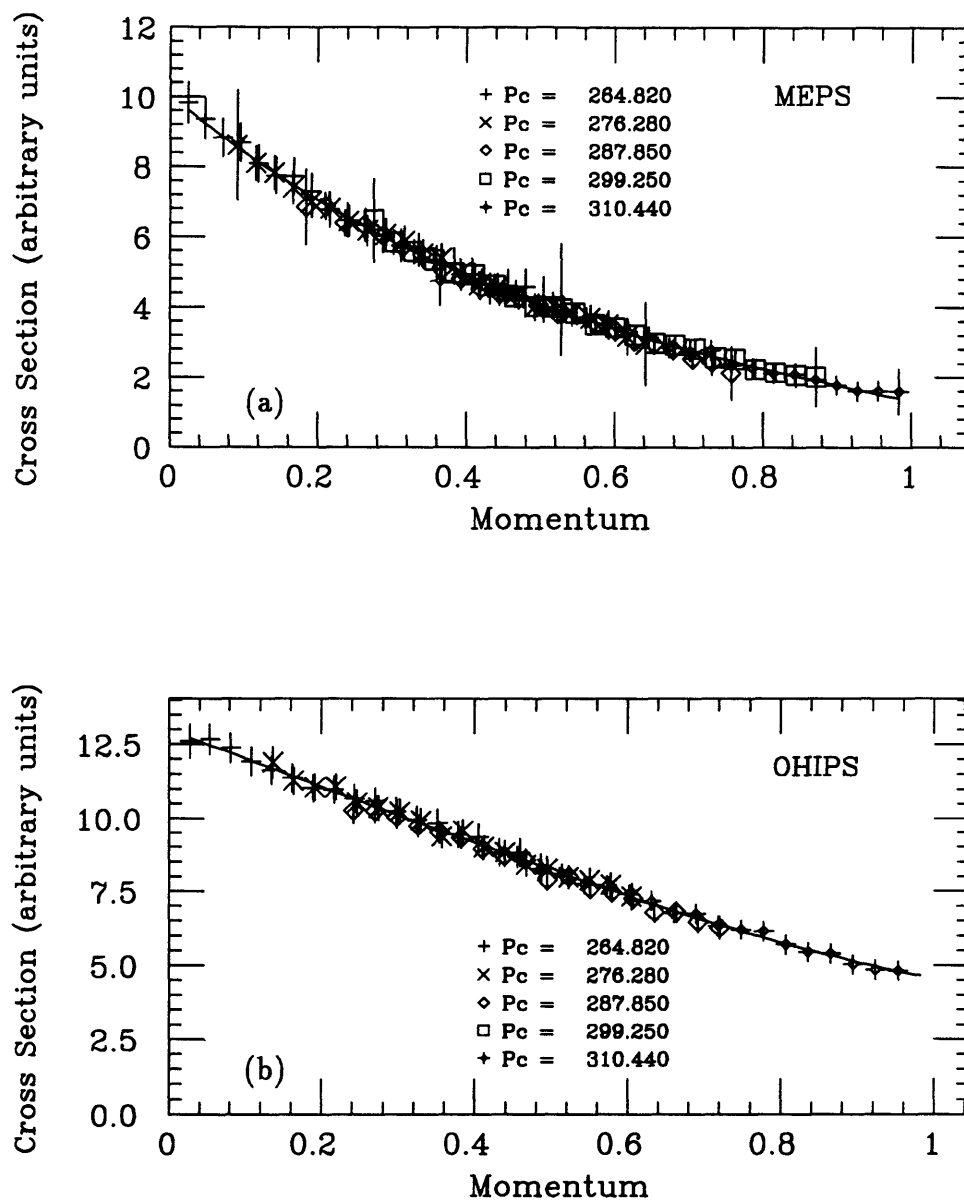 Cross Section (arbitrary units)
12
10
8
6
4
2
0
+ Pc = 264.820
× Pc = 276.280
◇ Pc = 287.850
□ Pc = 299.250
✦ Pc = 310.440
MEPS
(a)
0 0.2 0.4 0.6 0.8 1
Momentum
Cross Section (arbitrary units)
12.5
10.0
7.5
5.0
2.5
0.0
OHIPS
+ Pc = 264.820
× Pc = 276.280
◇ Pc = 287.850
□ Pc = 299.250
✦ Pc = 310.440
(b)
0 0.2 0.4 0.6 0.8 1
Momentum